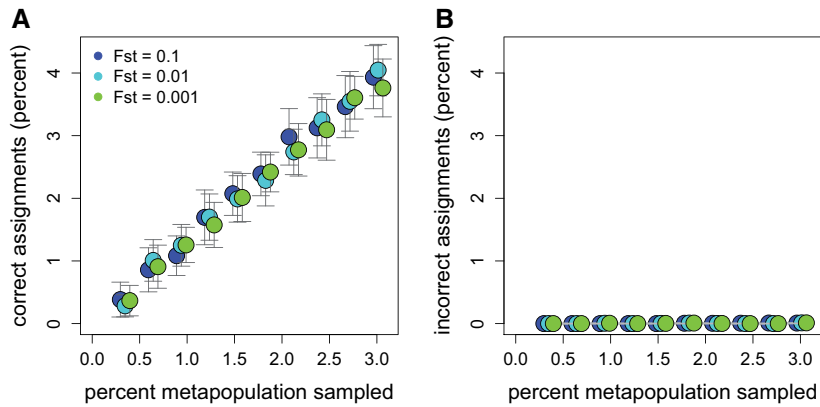 A
correct assignments (percent)
4
3
2
1
0
Fst = 0.1
Fst = 0.01
Fst = 0.001
0.0 0.5 1.0 1.5 2.0 2.5 3.0
percent metapopulation sampled
B
incorrect assignments (percent)
4
3
2
1
0
0.0 0.5 1.0 1.5 2.0 2.5 3.0
percent metapopulation sampled